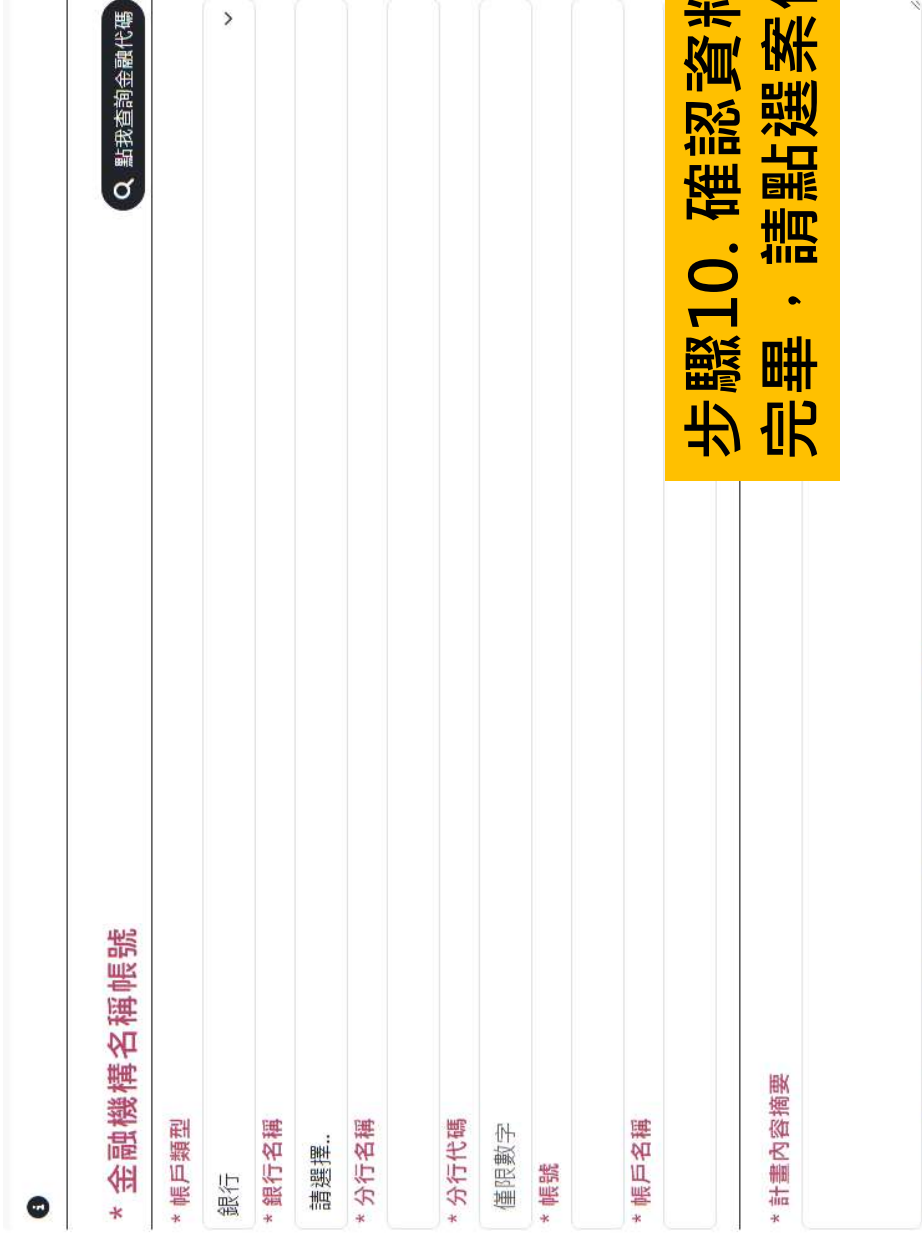 * 金融機構名稱帳號
點我查詢金融代碼
* 帳戶類型
銀行
* 銀行名稱
請選擇..
* 分行名稱
* 分行代碼
僅限數字
* 帳號
* 帳戶名稱
步驟10. 確認資料
完畢，請點選案
* 計畫內容摘要